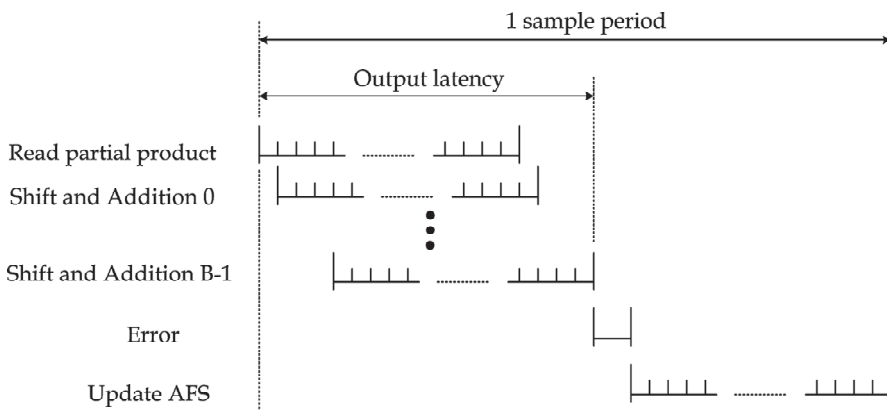 1 sample period
Output latency
Read partial product
Shift and Addition 0
Shift and Addition B-1
Error
Update AFS